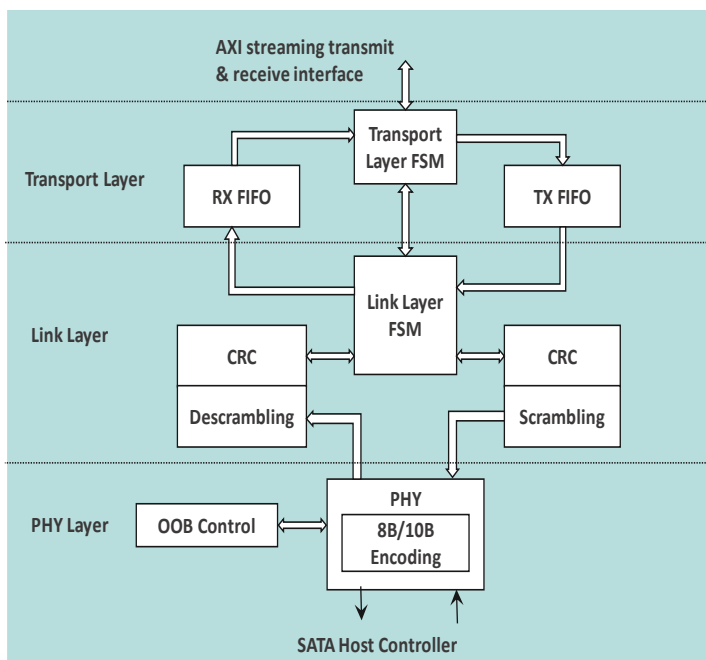 AXI streaming transmit
& receive interface
Transport
Layer FSM
Transport Layer
RX FIFO
TX FIFO
Link Layer
FSM
Link Layer
CRC
CRC
Descrambling
Scrambling
PHY
PHY Layer
OOB Control
8B/10B
Encoding
SATA Host Controller